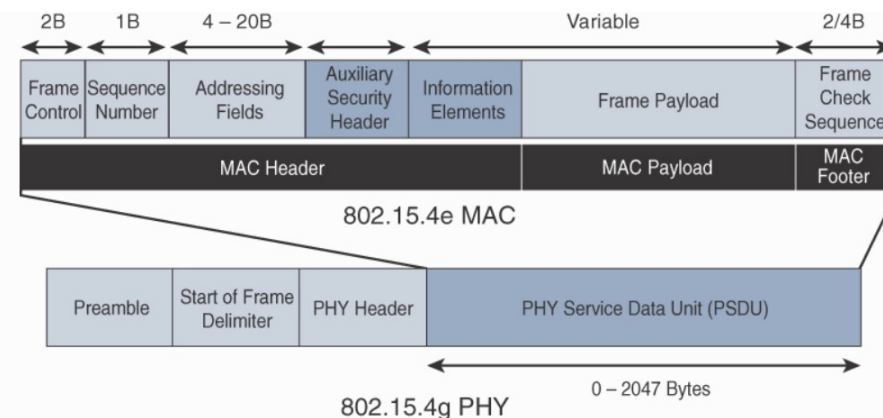 2B 1B 4 – 20B Variable 2/4B
Frame Control
Sequence Number
Addressing Fields
Auxiliary Security Header
Information Elements
Frame Payload
Frame Check Sequence
MAC Header MAC Payload MAC Footer
802.15.4e MAC
Preamble
Start of Frame Delimiter
PHY Header
PHY Service Data Unit (PSDU)
0 – 2047 Bytes
802.15.4g PHY